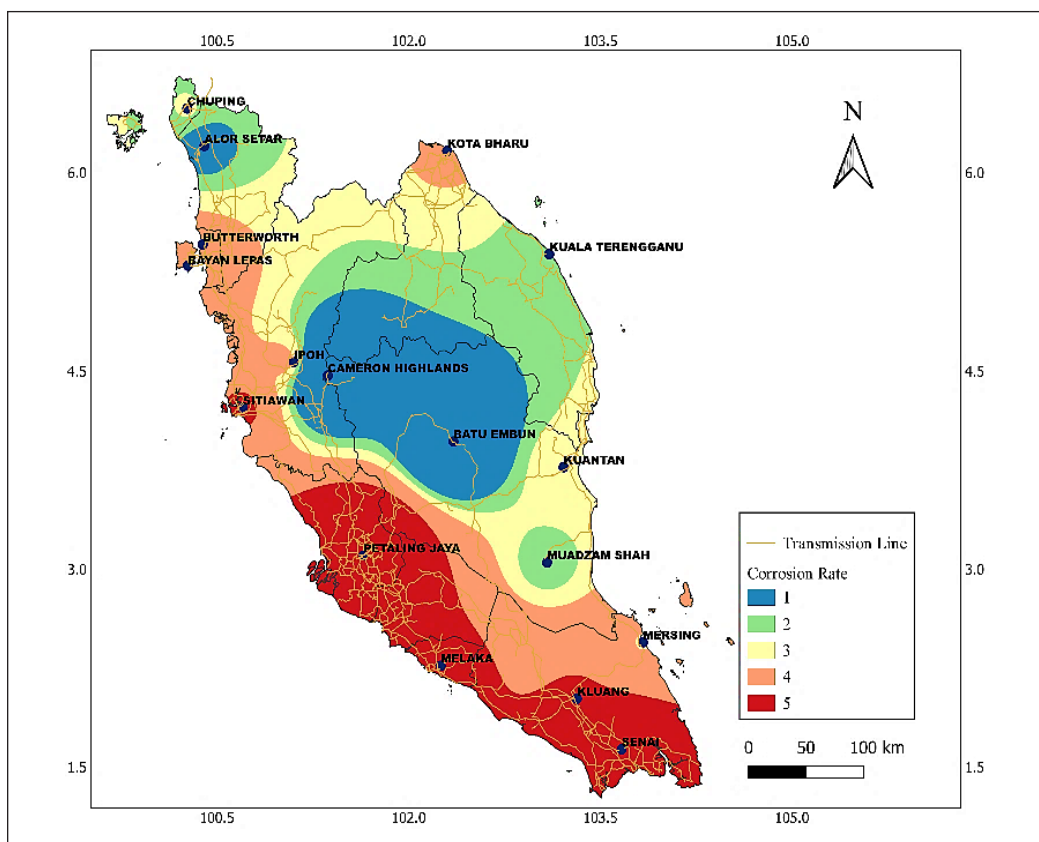 100.5 102.0 103.5 105.0
CHUPING
ALOR SETAR
KOTA BHARU
N
6.0 6.0
BUTTERWORTH
BAYAN LEPAS
KUALA TERENGGANU
4.5 4.5
IPOH
CAMERON HIGHLANDS
SITIAWAN
BATU EMBUN
KUANTAN
Transmission Line
Corrosion Rate
3.0 3.0
PETALING JAYA
MUADZAM SHAH
1
2
3
4
5
MERSING
MELAKA
KLUANG
SENAI
0 50 100 km
1.5 1.5
100.5 102.0 103.5 105.0